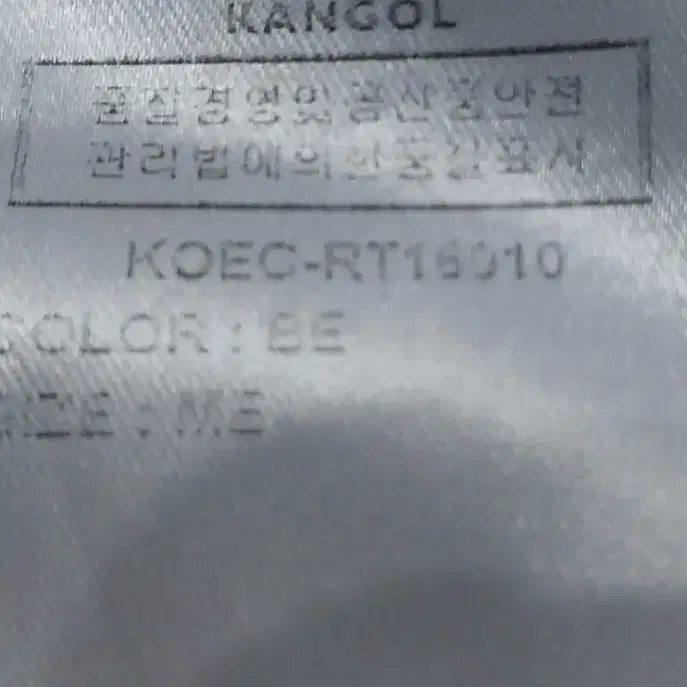 KANGOL
품질경영및공산품안전
관리법에의한품질표시
KOEC-RT16010
COLOR : BE
SIZE :